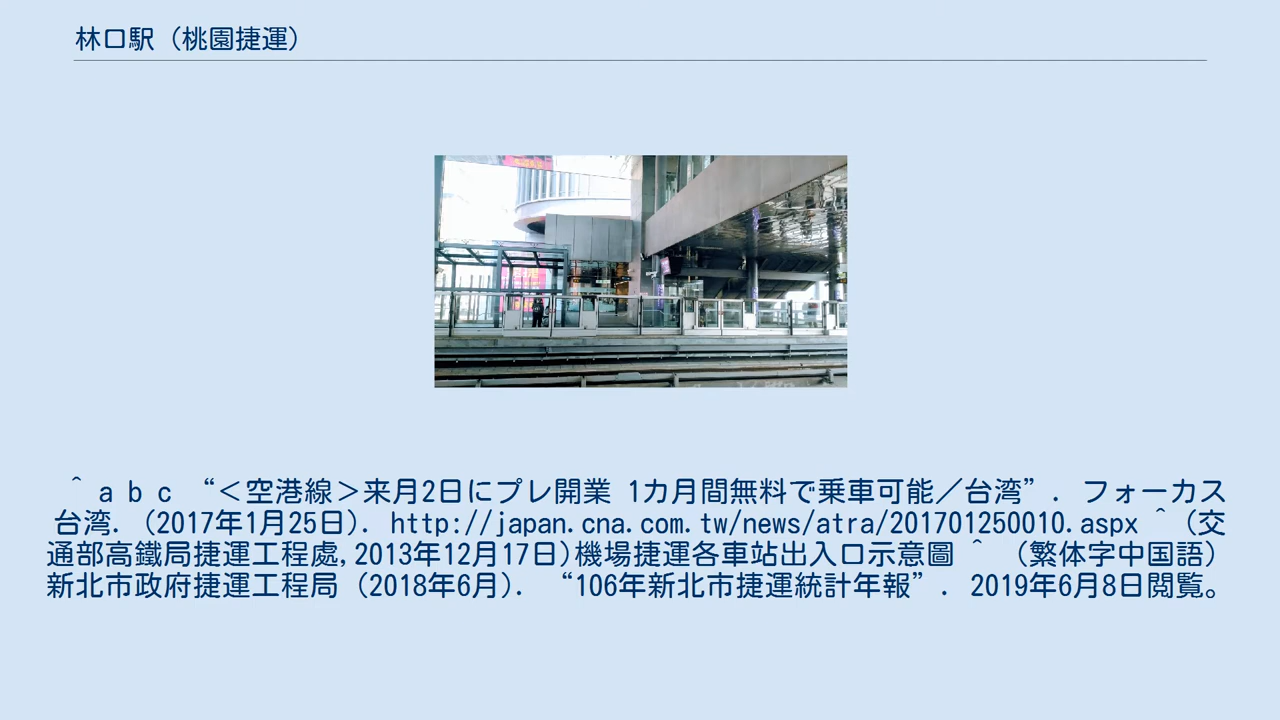 林口駅（桃園捷運）
^ a b c “＜空港線＞来月2日にプレ開業 1カ月間無料で乗車可能／台湾”. フォーカス
台湾. (2017年1月25日). http://japan.cna.com.tw/news/atra/201701250010.aspx ^ (交
通部高鐵局捷運工程處,2013年12月17日)機場捷運各車站出入口示意圖 ^ （繁体字中国語）
新北市政府捷運工程局 (2018年6月). “106年新北市捷運統計年報”. 2019年6月8日閲覧。